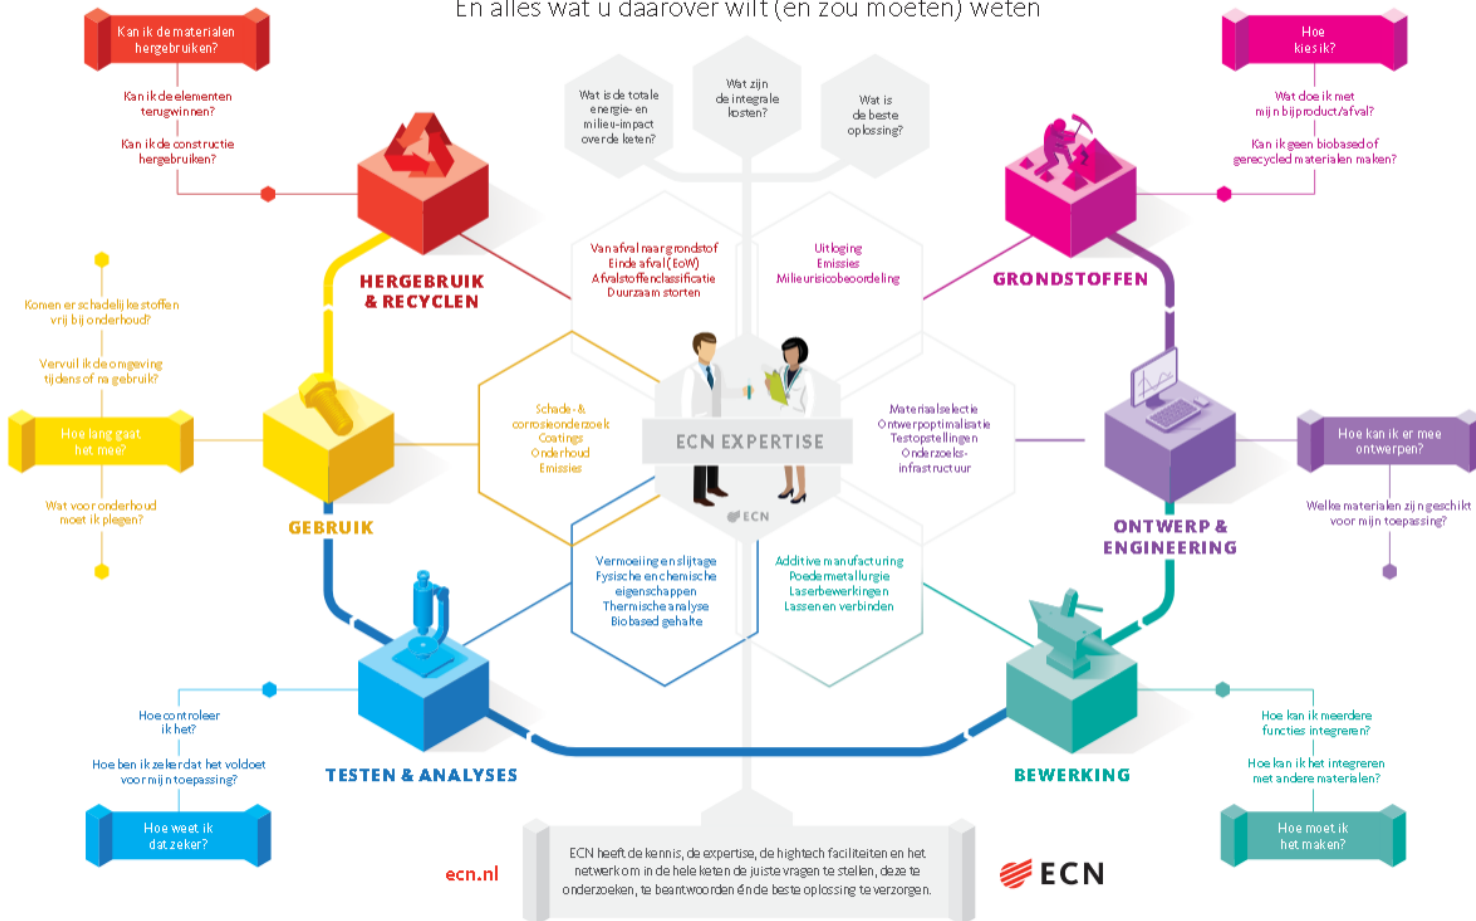 En alles wat u daarover wilt (en zou moeten) weten
Kan ik de materialen
hergebruiken?
Kan ik de elementen
terugwinnen?
Kan ik de constructie
hergebruiken?
HERGEBRUIK
& RECYCLEN
Wat is de totale
energie- en
milieu-impact
over de keten?
Wat zijn
de integrale
kosten?
Wat is
de beste
oplossing?
Hoe
kies ik?
Wat doe ik met
mijn bijproduct/afval?
Kan ik geen biobased of
gerecycled materialen maken?
GRONDSTOFFEN
Van afval naar grondstof
Einde afval (EoW)
Afvalstoffenclassificatie
Duurzaam storten
Uitloging
Emissies
Milieurisicobeoordeling
Komen er schadelijke stoffen
vrij bij onderhoud?
Vervuil ik de omgeving
tijdens of na gebruik?
Hoe lang gaat
het mee?
Wat voor onderhoud
moet ik plegen?
GEBRUIK
Schade- &
corrosieonderzoek
Coatings
Onderhoud
Emissies
ECN EXPERTISE
ECN
Materiaalselectie
Ontwerpoptimalisatie
Testopstellingen
Onderzoeks-
infrastructuur
Hoe kan ik er mee
ontwerpen?
Welke materialen zijn geschikt
voor mijn toepassing?
ONTWERP &
ENGINEERING
Vermoeiing en slijtage
Fysische en chemische
eigenschappen
Thermische analyse
Biobased gehalte
Additive manufacturing
Poedermetallurgie
Laserbewerkingen
Lassen en verbinden
Hoe controleer
ik het?
Hoe ben ik zeker dat het voldoet
voor mijn toepassing?
Hoe weet ik
dat zeker?
TESTEN & ANALYSES
BEWERKING
Hoe kan ik meerdere
functies integreren?
Hoe kan ik het integreren
met andere materialen?
Hoe moet ik
het maken?
ecn.nl
ECN heeft de kennis, de expertise, de hightech faciliteiten en het
netwerk om in de hele keten de juiste vragen te stellen, deze te
onderzoeken, te beantwoorden én de beste oplossing te verzorgen.
ECN